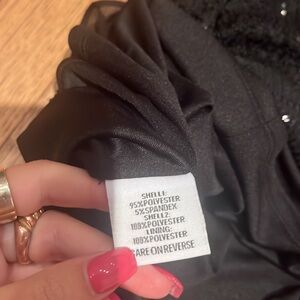 SHELL1:
95%POLYESTER
5%SPANDEX
SHELL2:
100%POLYESTER
LINING:
100%POLYESTER
CARE ON REVERSE